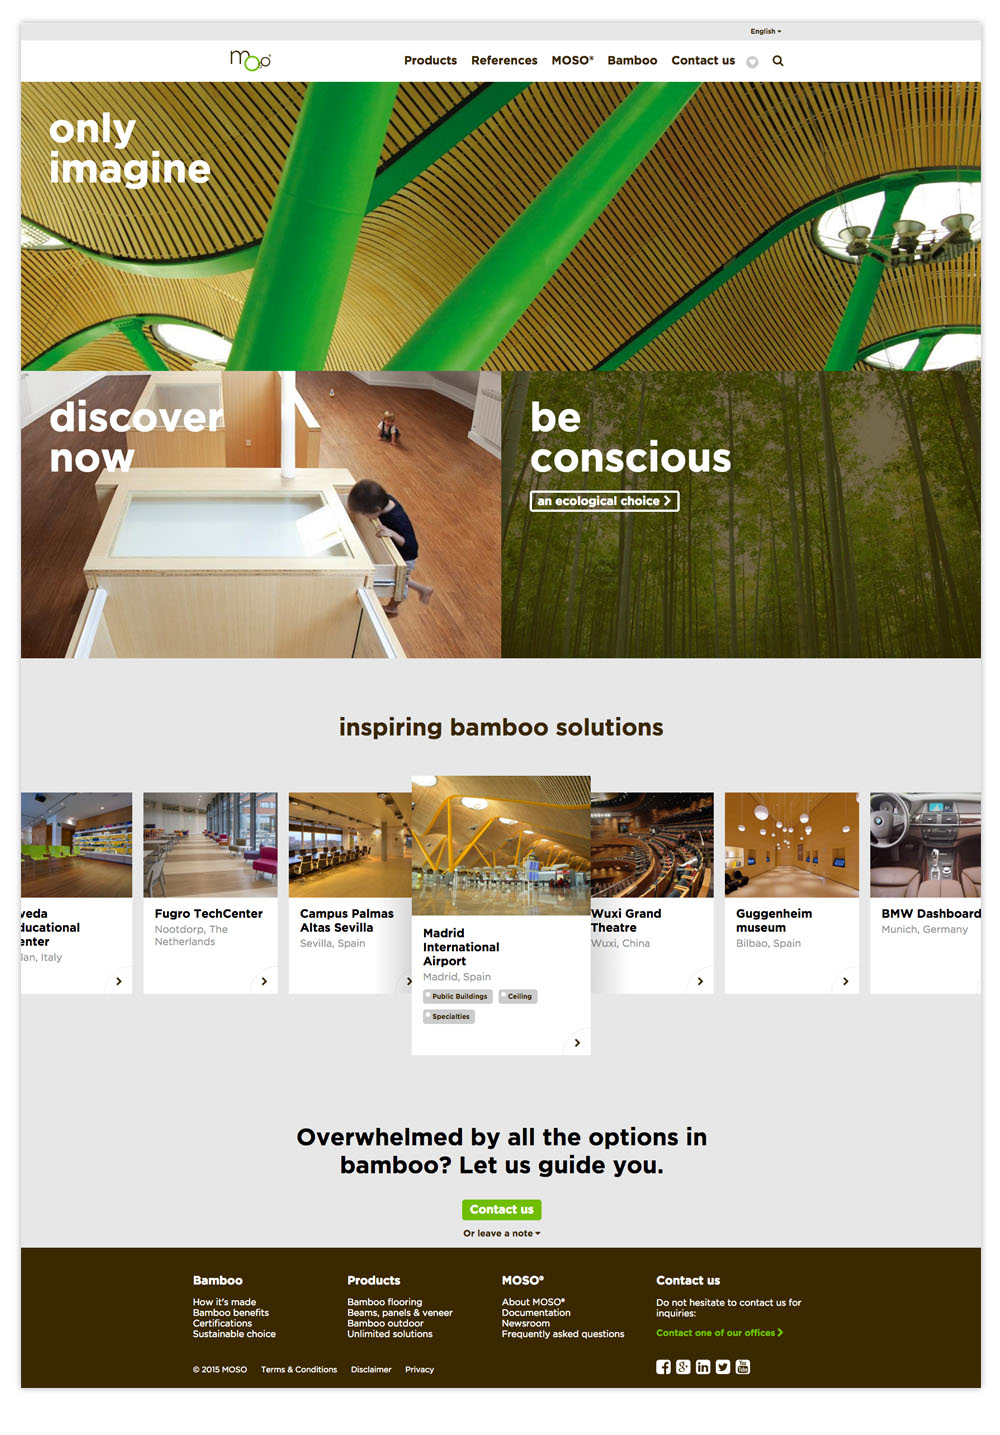 English
moso®
Products References MOSO® Bamboo Contact us
only
imagine
discover
now
be
conscious
an ecological choice
inspiring bamboo solutions
veda
ducational
enter
lan, Italy
Fugro TechCenter
Nootdorp, The
Netherlands
Campus Palmas
Altas Sevilla
Sevilla, Spain
Madrid
International
Airport
Madrid, Spain
Public Buildings
Ceiling
Specialties
Wuxi Grand
Theatre
Wuxi, China
Guggenheim
museum
Bilbao, Spain
BMW Dashboard
Munich, Germany
Overwhelmed by all the options in
bamboo? Let us guide you.
Contact us
Or leave a note
Bamboo
How it's made
Bamboo benefits
Certifications
Sustainable choice
Products
Bamboo flooring
Beams, panels & veneer
Bamboo outdoor
Unlimited solutions
MOSO®
About MOSO®
Documentation
Newsroom
Frequently asked questions
Contact us
Do not hesitate to contact us for
inquiries:
Contact one of our offices
© 2015 MOSO Terms & Conditions Disclaimer Privacy